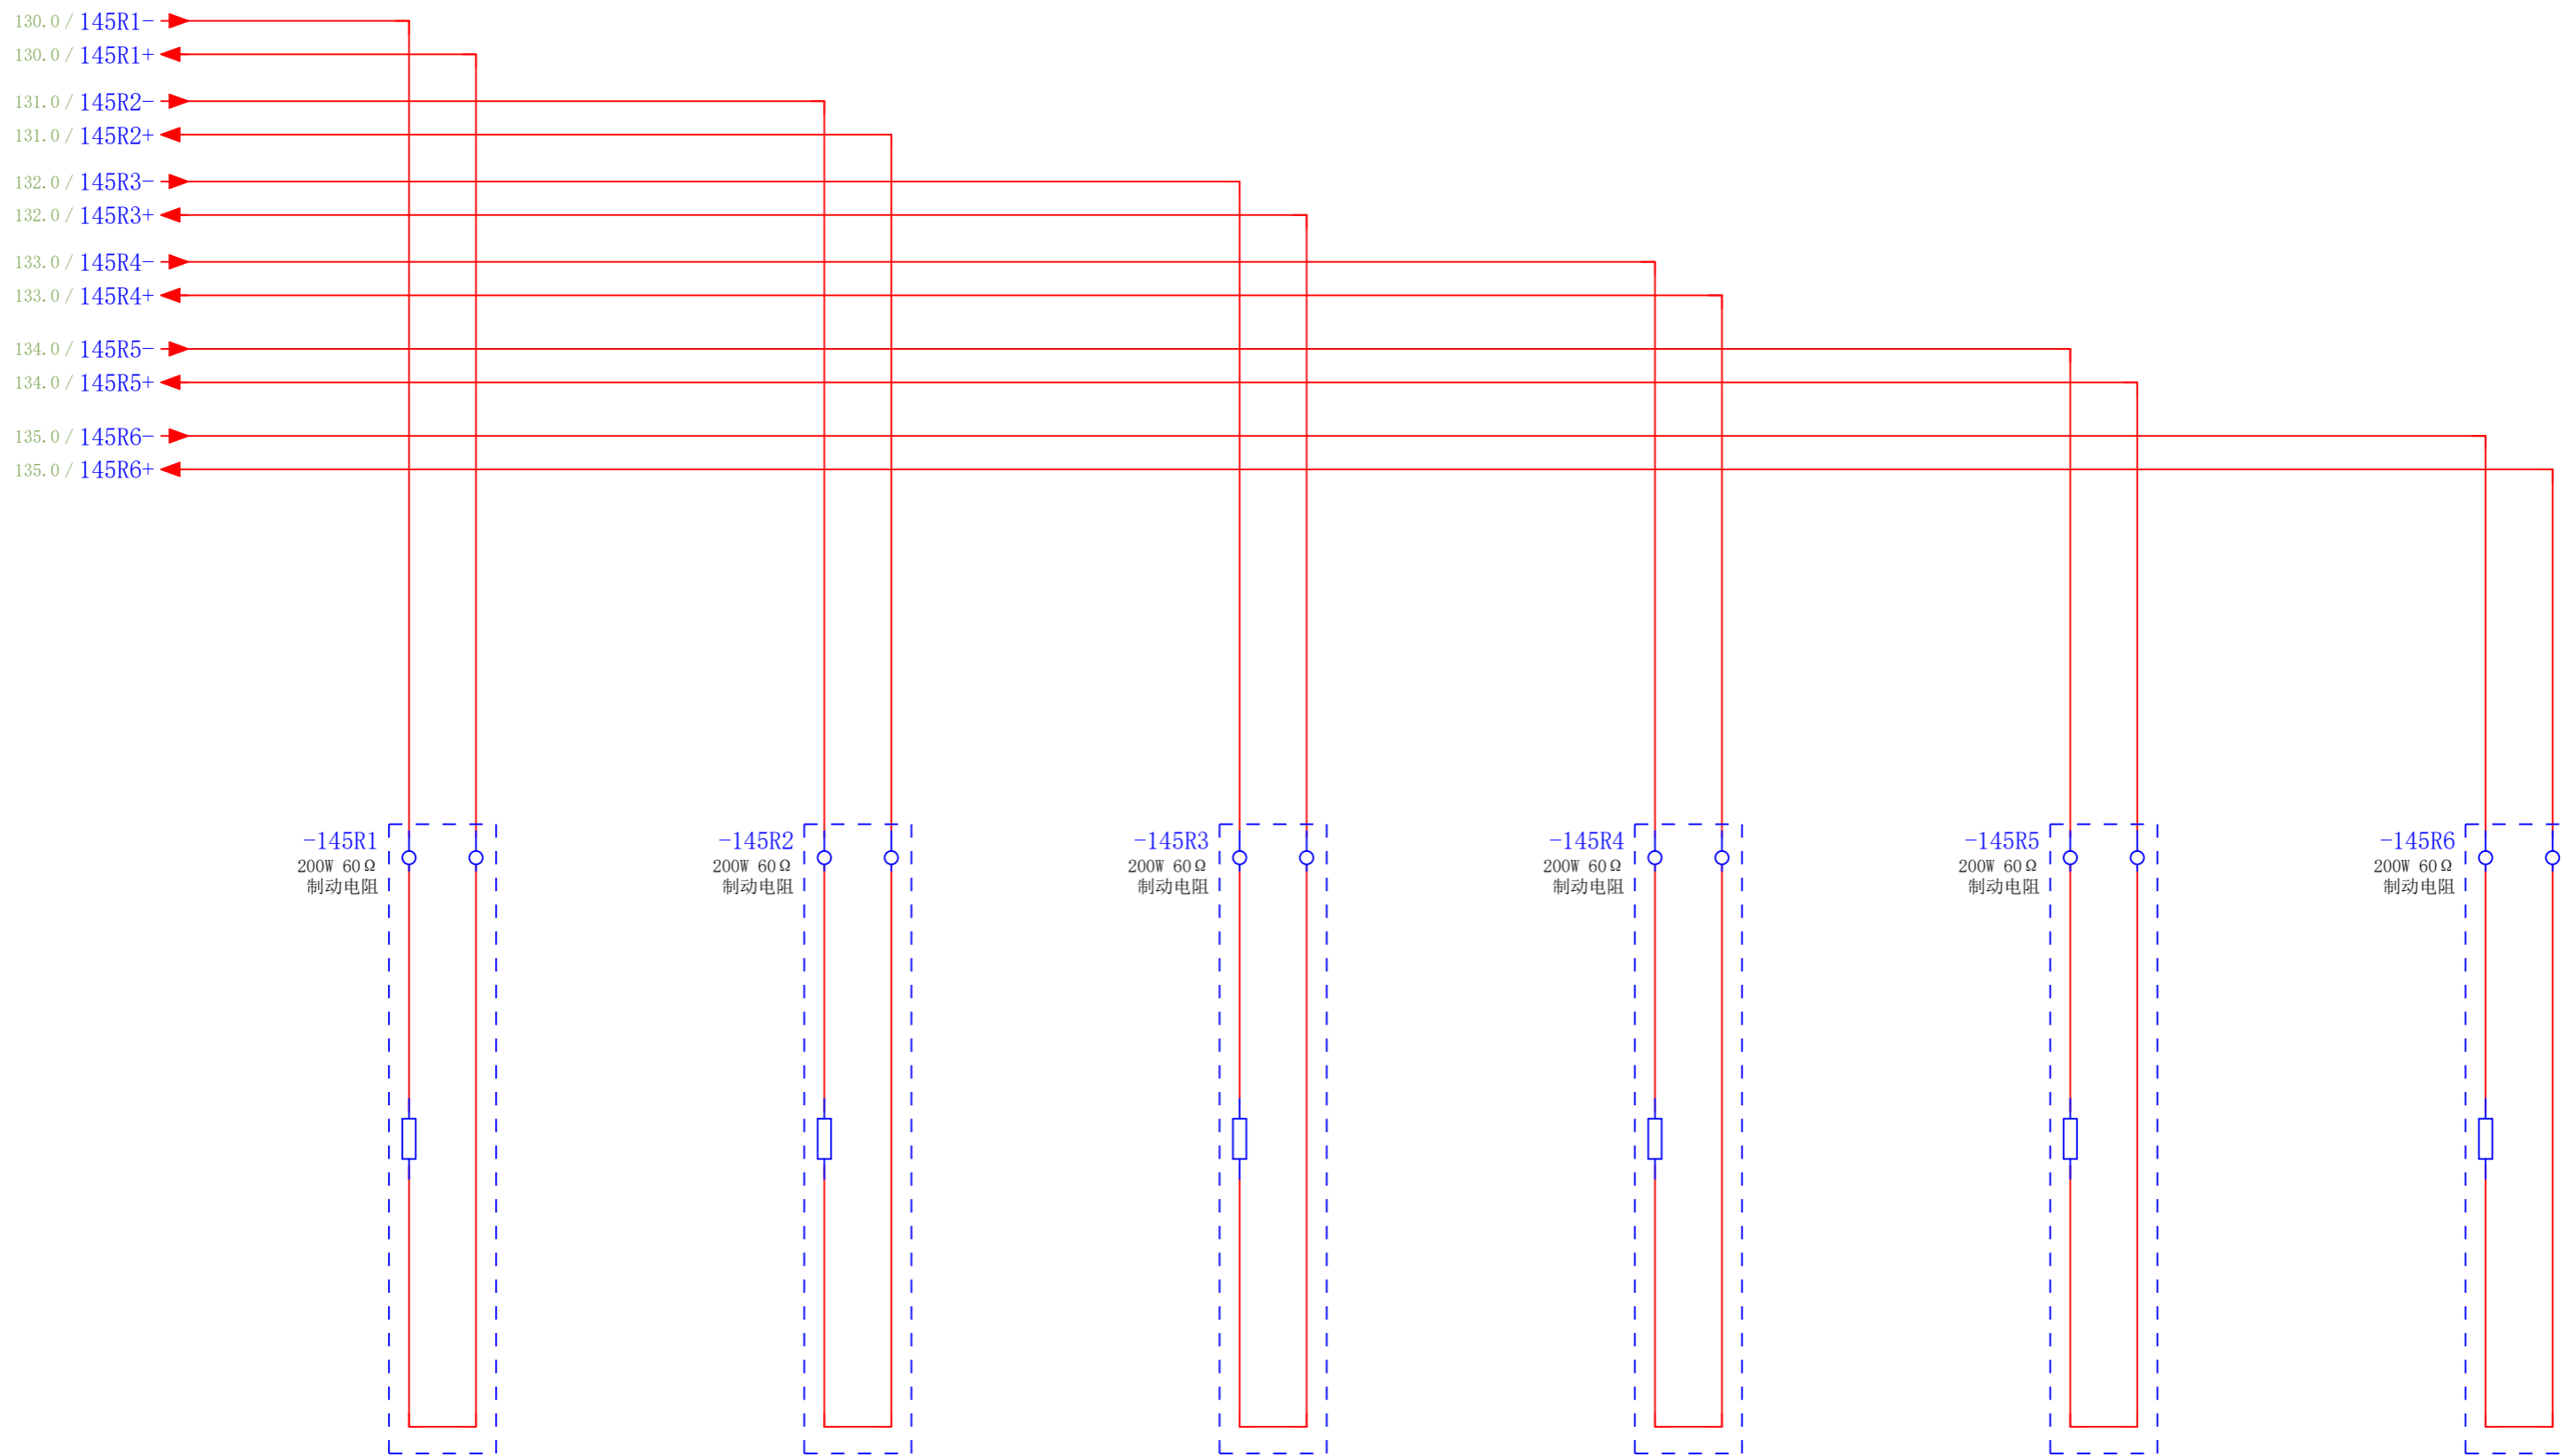 130.0 / 145R1-
130.0 / 145R1+
131.0 / 145R2-
131.0 / 145R2+
132.0 / 145R3-
132.0 / 145R3+
133.0 / 145R4-
133.0 / 145R4+
134.0 / 145R5-
134.0 / 145R5+
135.0 / 145R6-
135.0 / 145R6+
-145R1
200W 60Ω
制动电阻
-145R2
200W 60Ω
制动电阻
-145R3
200W 60Ω
制动电阻
-145R4
200W 60Ω
制动电阻
-145R5
200W 60Ω
制动电阻
-145R6
200W 60Ω
制动电阻